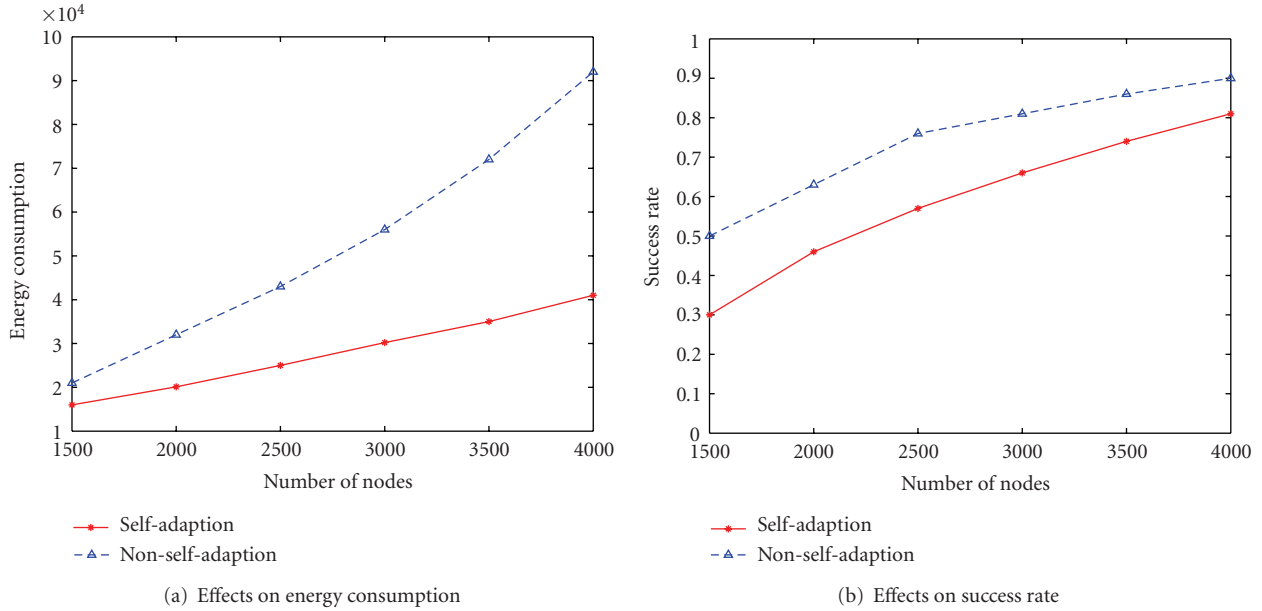 ×10⁴
10
9
8
7
6
5
4
3
2
1
Energy consumption
1500 2000 2500 3000 3500 4000
Number of nodes
Self-adaption
Non-self-adaption
(a) Effects on energy consumption
1
0.9
0.8
0.7
0.6
0.5
0.4
0.3
0.2
0.1
0
Success rate
1500 2000 2500 3000 3500 4000
Number of nodes
Self-adaption
Non-self-adaption
(b) Effects on success rate